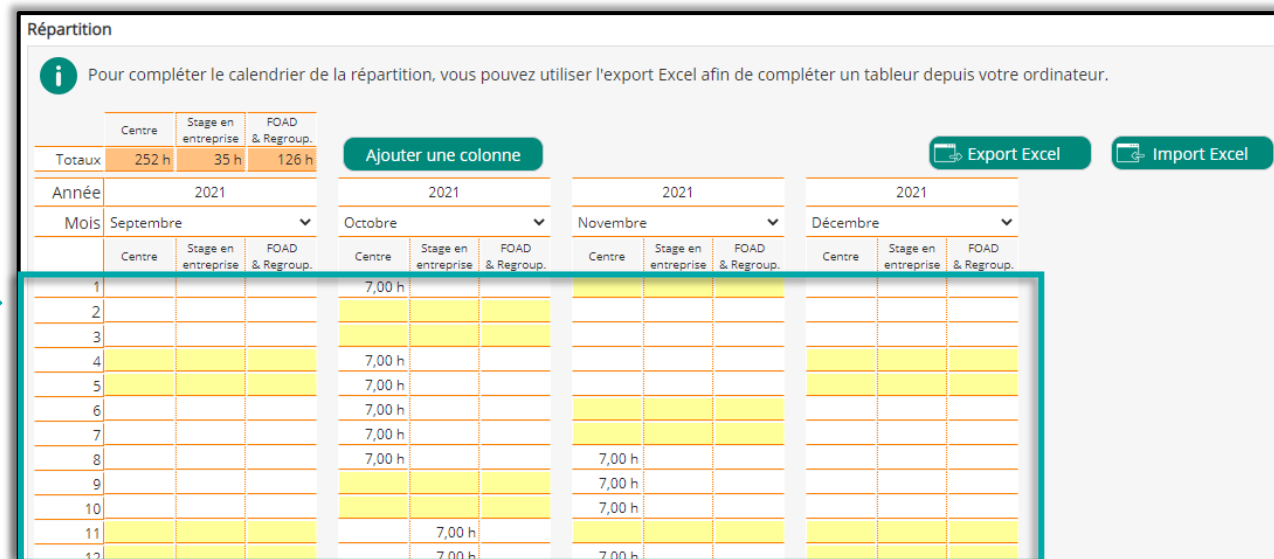 Répartition
i Pour compléter le calendrier de la répartition, vous pouvez utiliser l'export Excel afin de compléter un tableur depuis votre ordinateur.
Centre Stage en entreprise FOAD & Regroup.
Totaux 252 h 35 h 126 h Ajouter une colonne Export Excel Import Excel
Année 2021 2021 2021 2021
Mois Septembre Octobre Novembre Décembre
Centre Stage en entreprise FOAD & Regroup. Centre Stage en entreprise FOAD & Regroup. Centre Stage en entreprise FOAD & Regroup. Centre Stage en entreprise FOAD & Regroup.
1 7,00 h
2
3
4 7,00 h
5 7,00 h
6 7,00 h
7 7,00 h
8 7,00 h 7,00 h
9 7,00 h
10 7,00 h
11 7,00 h
12 7,00 h 7,00 h